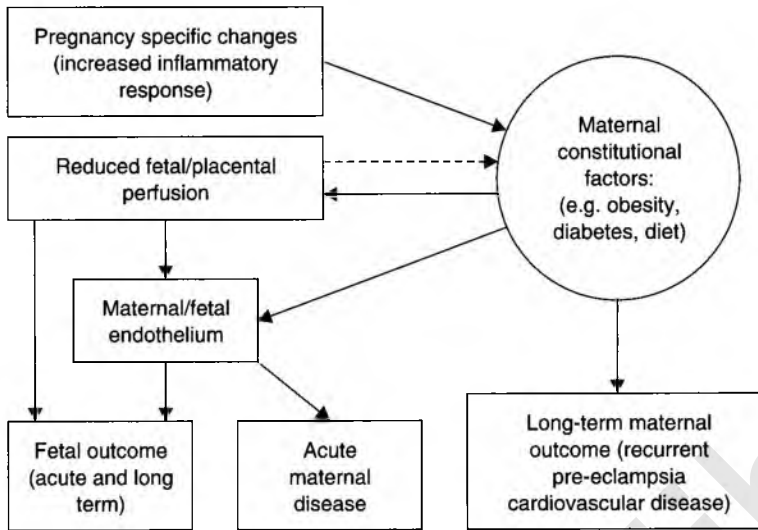 Pregnancy specific changes
(increased inflammatory
response)
Maternal
constitutional
factors:
(e.g. obesity,
diabetes, diet)
Reduced fetal/placental
perfusion
Maternal/fetal
endothelium
Fetal outcome
(acute and long
term)
Acute
maternal
disease
Long-term maternal
outcome (recurrent
pre-eclampsia
cardiovascular disease)